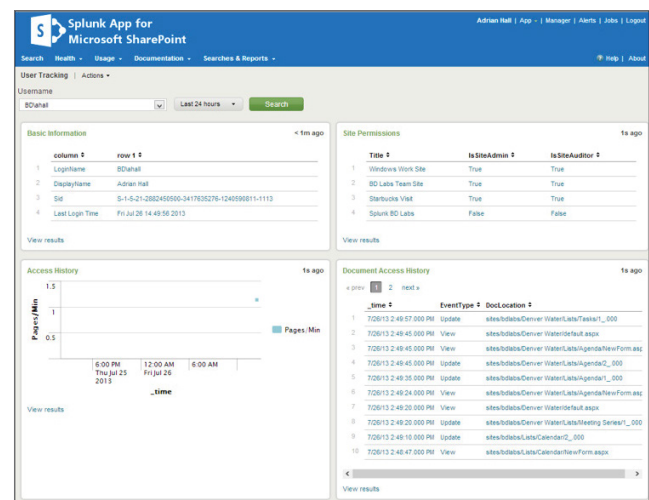 Splunk App for
Microsoft SharePoint
Adrian Hall | App | Manager | Alerts | Jobs | Logout
Search Health Usage Documentation Searches & Reports
Help | About
User Tracking | Actions
Username
BD\ahall Last 24 hours Search
Basic Information < 1m ago
column row 1
1 LoginName BD\ahall
2 DisplayName Adrian Hall
3 Sid S-1-5-21-2882450500-3417635276-1240590811-1113
4 Last Login Time Fri Jul 26 14:49:56 2013
View results
Site Permissions 1s ago
Title IsSiteAdmin IsSiteAuditor
1 Windows Work Site True True
2 BD Labs Team Site True True
3 Starbucks Visit True True
4 Splunk BD Labs False False
View results
Access History 1s ago
1.5
1
0.5
Pages/Min
Pages/Min
6:00 PM 12:00 AM 6:00 AM
Thu Jul 25 Fri Jul 26
2013
_time
View results
Document Access History 1s ago
« prev 1 2 next »
_time EventType DocLocation
1 7/26/13 2:49:57.000 PM Update sites/bdlabs/Denver Water/Lists/Tasks/1_.000
2 7/26/13 2:49:45.000 PM View sites/bdlabs/Denver Water/default.aspx
3 7/26/13 2:49:45.000 PM View sites/bdlabs/Denver Water/Lists/Agenda/NewForm.asp
4 7/26/13 2:49:45.000 PM Update sites/bdlabs/Denver Water/Lists/Agenda/2_.000
5 7/26/13 2:49:35.000 PM Update sites/bdlabs/Denver Water/Lists/Agenda/1_.000
6 7/26/13 2:49:24.000 PM View sites/bdlabs/Denver Water/Lists/Agenda/NewForm.asp
7 7/26/13 2:49:20.000 PM View sites/bdlabs/Denver Water/default.aspx
8 7/26/13 2:49:20.000 PM Update sites/bdlabs/Denver Water/Lists/Meeting Series/1_.000
9 7/26/13 2:49:10.000 PM Update sites/bdlabs/Lists/Calendar/2_.000
10 7/26/13 2:48:47.000 PM View sites/bdlabs/Lists/Calendar/NewForm.aspx
View results